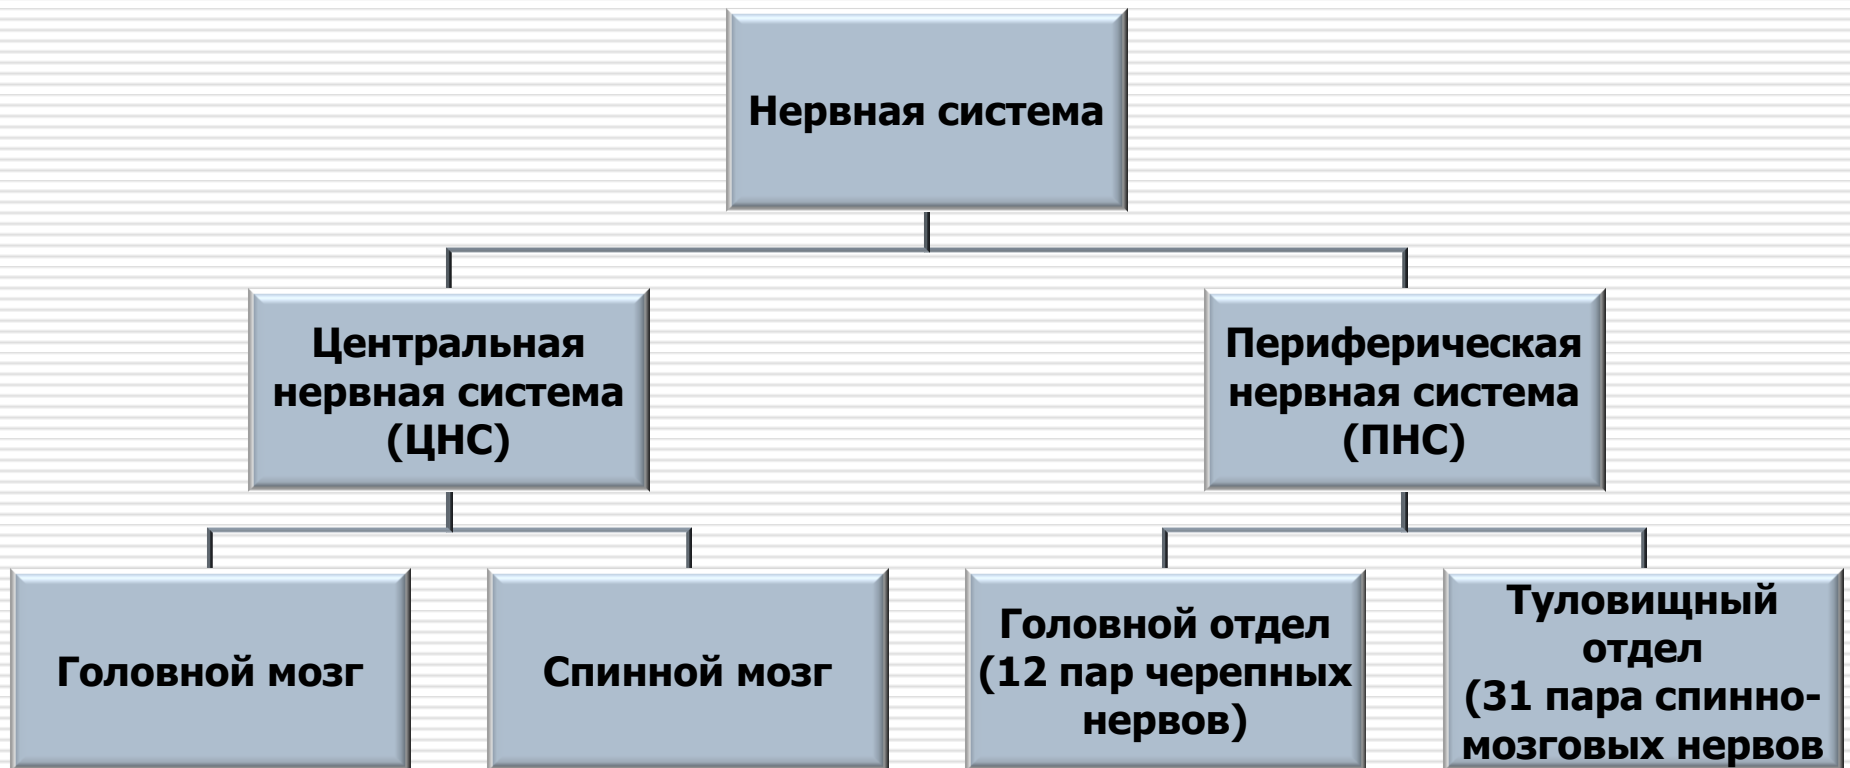 Нервная система
Центральная
нервная система
(ЦНС)
Периферическая
нервная система
(ПНС)
Головной мозг
Спинной мозг
Головной отдел
(12 пар черепных
нервов)
Туловищный
отдел
(31 пара спинно-
мозговых нервов